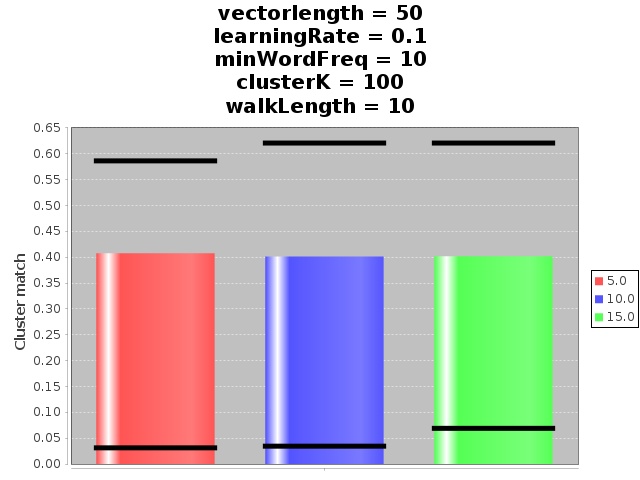 vectorlength = 50
learningRate = 0.1
minWordFreq = 10
clusterK = 100
walkLength = 10
0.65
0.60
0.55
0.50
0.45
0.40
0.35
0.30
0.25
0.20
0.15
0.10
0.05
0.00
Cluster match
5.0
10.0
15.0